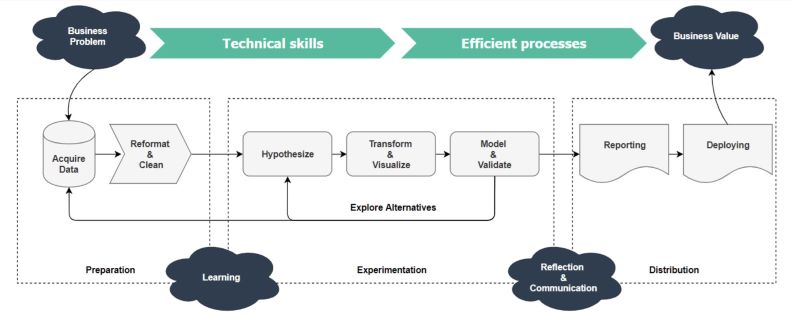 Business
Problem
Technical skills
Efficient processes
Business Value
Acquire
Data
Reformat
&
Clean
Hypothesize
Transform
&
Visualize
Model
&
Validate
Reporting
Deploying
Explore Alternatives
Preparation
Learning
Experimentation
Reflection
&
Communication
Distribution